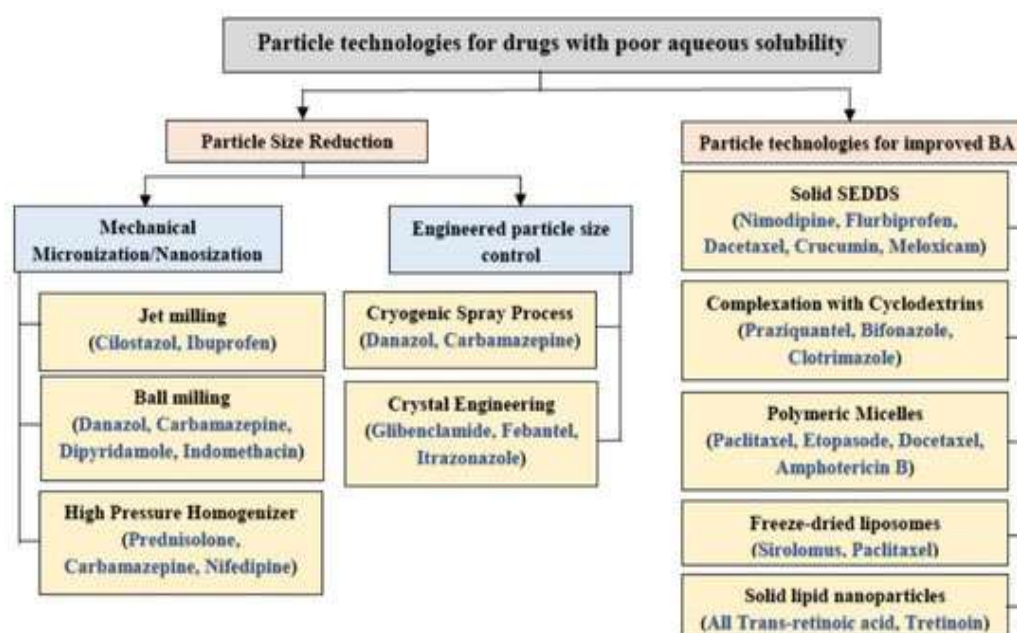 Particle technologies for drugs with poor aqueous solubility
Particle Size Reduction
Mechanical
Micronization/Nanosization
Jet milling
(Cilostazol, Ibuprofen)
Ball milling
(Danazol, Carbamazepine,
Dipyridamole, Indomethacin)
High Pressure Homogenizer
(Prednisolone,
Carbamazepine, Nifedipine)
Engineered particle size
control
Cryogenic Spray Process
(Danazol, Carbamazepine)
Crystal Engineering
(Glibenclamide, Febantel,
Itrazonazole)
Particle technologies for improved BA
Solid SEDDS
(Nimodipine, Flurbiprofen,
Dacetaxel, Crucumin, Meloxicam)
Complexation with Cyclodextrins
(Praziquantel, Bifonazole,
Clotrimazole)
Polymeric Micelles
(Paclitaxel, Etopasode, Docetaxel,
Amphotericin B)
Freeze-dried liposomes
(Sirolomus, Paclitaxel)
Solid lipid nanoparticles
(All Trans-retinoic acid, Tretinoin)